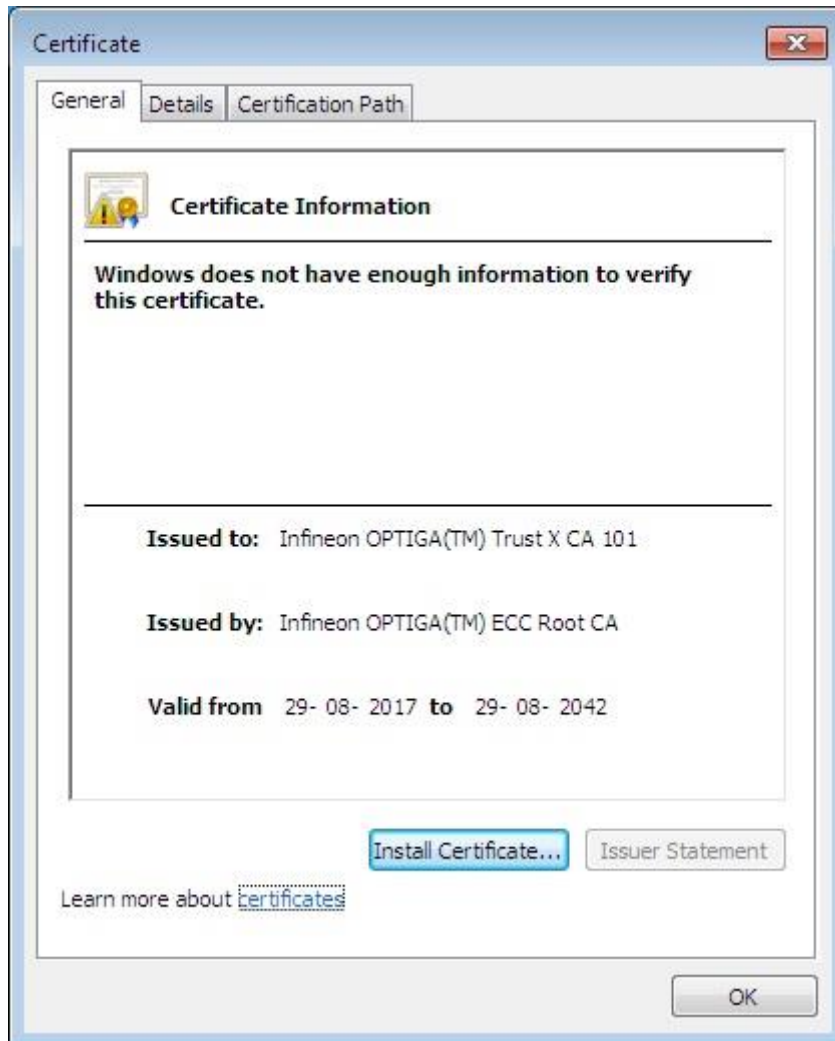 Certificate
General Details Certification Path
Certificate Information
Windows does not have enough information to verify
this certificate.
Issued to: Infineon OPTIGA(TM) Trust X CA 101
Issued by: Infineon OPTIGA(TM) ECC Root CA
Valid from 29- 08- 2017 to 29- 08- 2042
Install Certificate... Issuer Statement
Learn more about certificates
OK